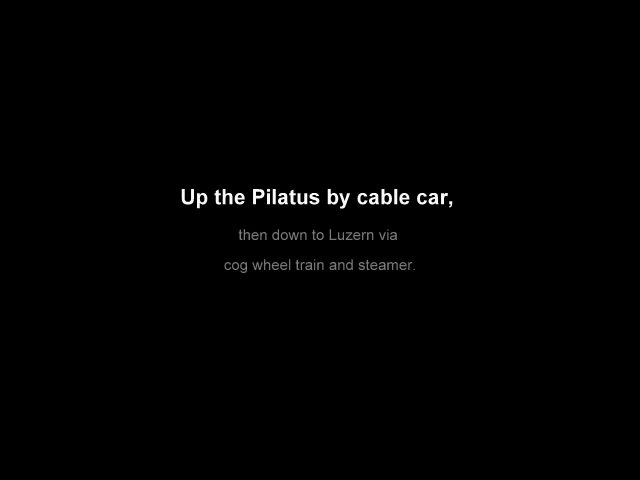 Up the Pilatus by cable car,
then down to Luzern via
cog wheel train and steamer.